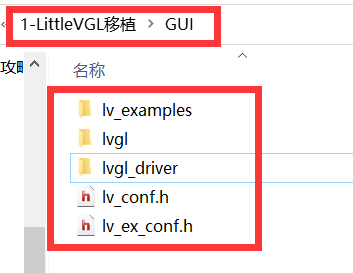 1-LittleVGL移植 > GUI
攻略
名称
lv_examples
lvgl
lvgl_driver
lv_conf.h
lv_ex_conf.h